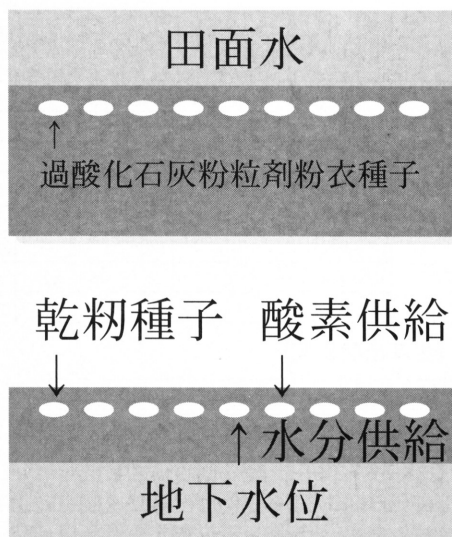 田面水
↑
過酸化石灰粉粒剤粉衣種子
乾籾種子 酸素供給
↓ ↓
↑水分供給
地下水位